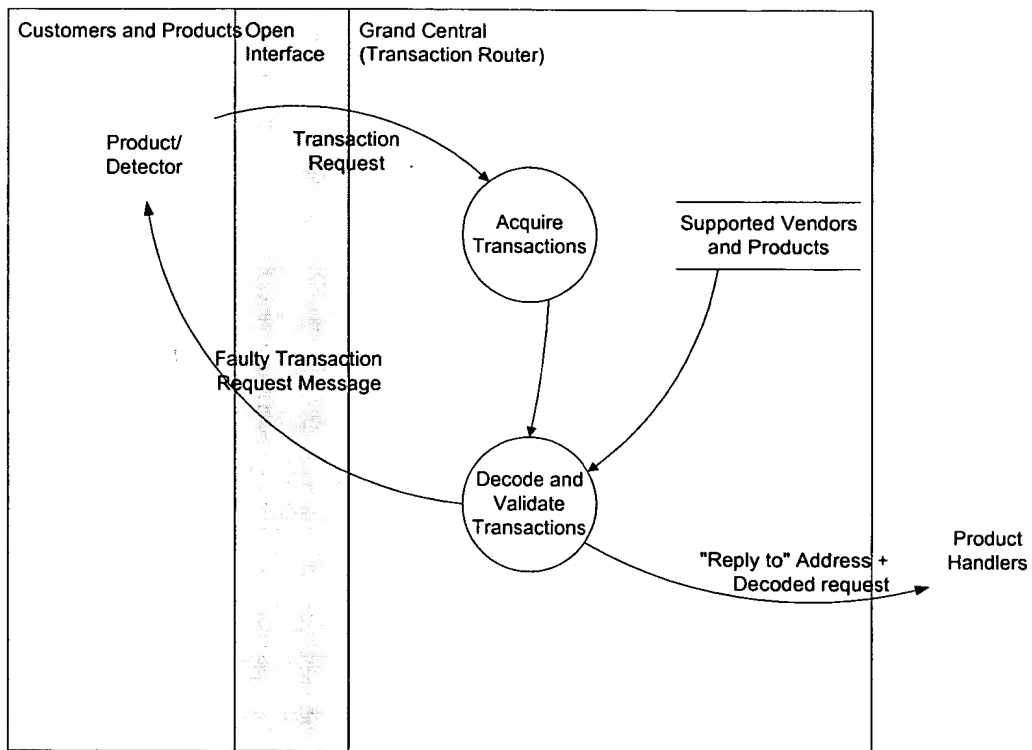 Customers and Products
Open
Interface
Grand Central
(Transaction Router)
Product/
Detector
Transaction
Request
Acquire
Transactions
Supported Vendors
and Products
Faulty Transaction
Request Message
Decode and
Validate
Transactions
"Reply to" Address +
Decoded request
Product
Handlers